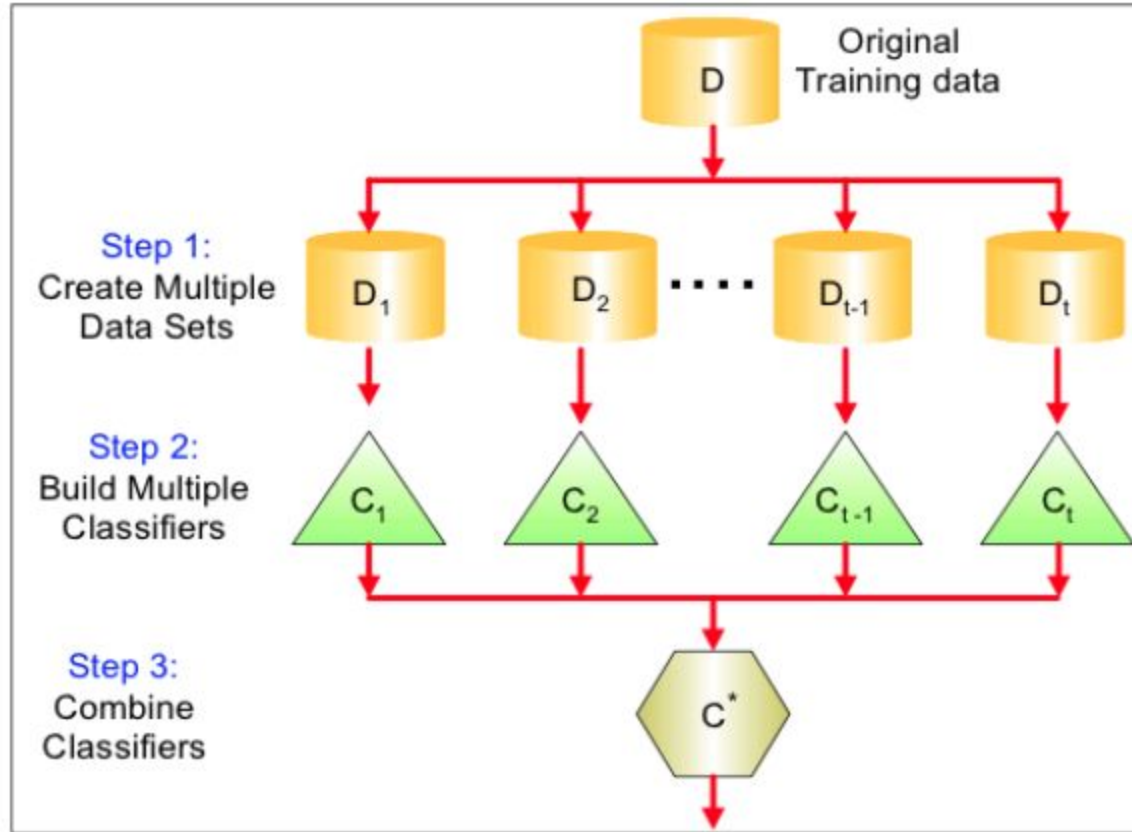 D
Original
Training data
Step 1:
Create Multiple
Data Sets
D₁
D₂
....
Dₜ₋₁
Dₜ
Step 2:
Build Multiple
Classifiers
C₁
C₂
Cₜ₋₁
Cₜ
Step 3:
Combine
Classifiers
C*